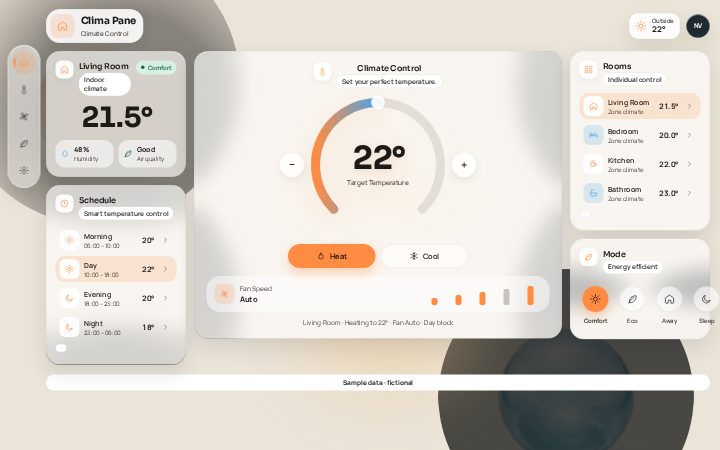 Clima Pane
Climate Control
Outside
22°
NV
Living Room
Comfort
Indoor
climate
21.5°
48%
Humidity
Good
Air quality
Schedule
Smart temperature control
Morning
06:00 – 10:00
20°
Day
10:00 – 18:00
22°
Evening
18:00 – 23:00
20°
Night
23:00 – 06:00
18°
Climate Control
Set your perfect temperature.
22°
Target Temperature
−
+
Heat
Cool
Fan Speed
Auto
Living Room · Heating to 22° · Fan Auto · Day block
Rooms
Individual control
Living Room
Zone climate
21.5°
Bedroom
Zone climate
20.0°
Kitchen
Zone climate
22.0°
Bathroom
Zone climate
23.0°
Mode
Energy efficient
Comfort
Eco
Away
Sleep
Sample data · fictional